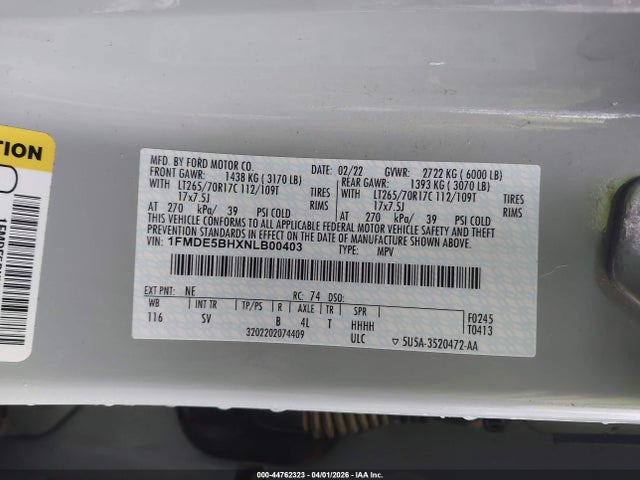 MFD. BY FORD MOTOR CO.
DATE: 02/22 GVWR: 2722 KG ( 6000 LB)
FRONT GAWR: 1438 KG ( 3170 LB) REAR GAWR: 1393 KG ( 3070 LB)
WITH LT265/70R17C 112/109T TIRES WITH LT265/70R17C 112/109T TIRES
17x7.5J RIMS 17x7.5J RIMS
AT 270 kPa/ 39 PSI COLD AT 270 kPa/ 39 PSI COLD
THIS VEHICLE CONFORMS TO ALL APPLICABLE FEDERAL MOTOR VEHICLE SAFETY, BUMPER, AND THEFT
PREVENTION STANDARDS IN EFFECT ON THE DATE OF MANUFACTURE SHOWN ABOVE.
VIN: 1FMDE5BHXNLB00403
TYPE: MPV
EXT PNT: NE RC: 74 DSO:
WB INT TR TP/PS R AXLE TR SPR F0245
116 SV B 4L T HHHH T0413
3202202074409 ULC ▽ 5U5A-3520472-AA
TION
000-44762323 - 04/01/2026 - IAA Inc.